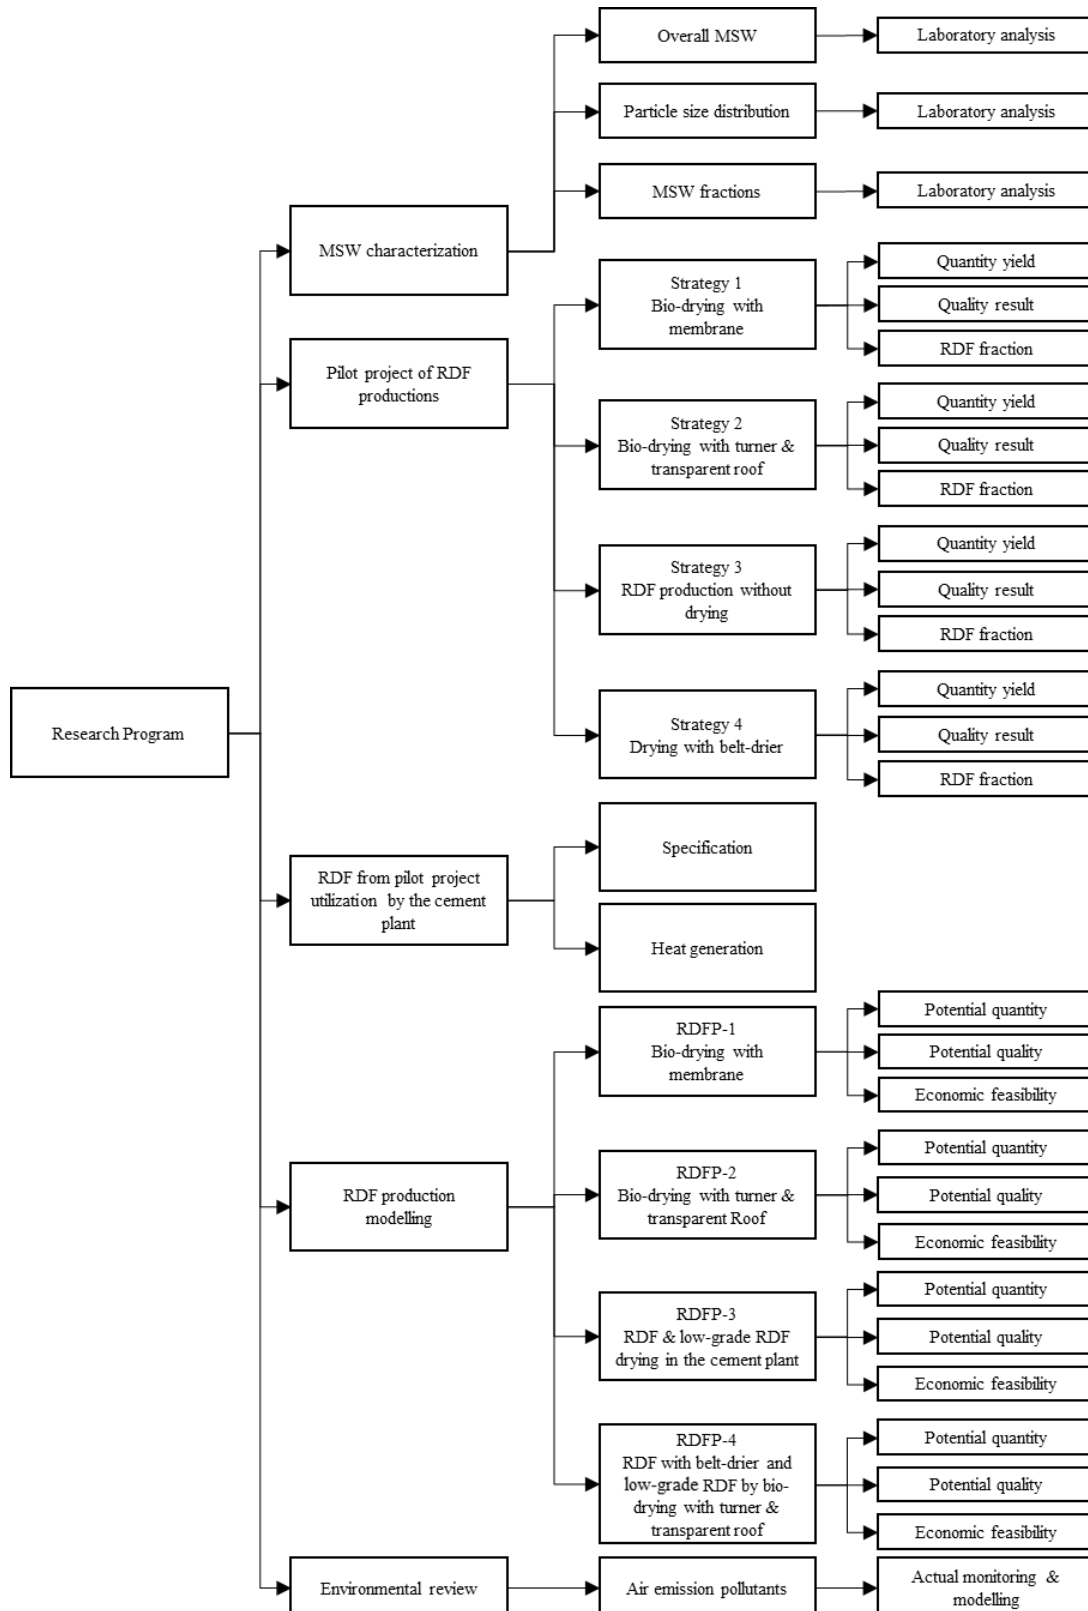 Overall MSW
Laboratory analysis
Particle size distribution
Laboratory analysis
MSW fractions
Laboratory analysis
MSW characterization
Strategy 1
Bio-drying with
membrane
Quantity yield
Quality result
RDF fraction
Pilot project of RDF
productions
Strategy 2
Bio-drying with turner &
transparent roof
Quantity yield
Quality result
RDF fraction
Strategy 3
RDF production without
drying
Quantity yield
Quality result
RDF fraction
Research Program
Strategy 4
Drying with belt-drier
Quantity yield
Quality result
RDF fraction
RDF from pilot project
utilization by the cement
plant
Specification
Heat generation
RDFP-1
Bio-drying with
membrane
Potential quantity
Potential quality
Economic feasibility
RDF production
modelling
RDFP-2
Bio-drying with turner &
transparent Roof
Potential quantity
Potential quality
Economic feasibility
RDFP-3
RDF & low-grade RDF
drying in the cement plant
Potential quantity
Potential quality
Economic feasibility
RDFP-4
RDF with belt-drier and
low-grade RDF by bio-
drying with turner &
transparent roof
Potential quantity
Potential quality
Economic feasibility
Environmental review
Air emission pollutants
Actual monitoring &
modelling